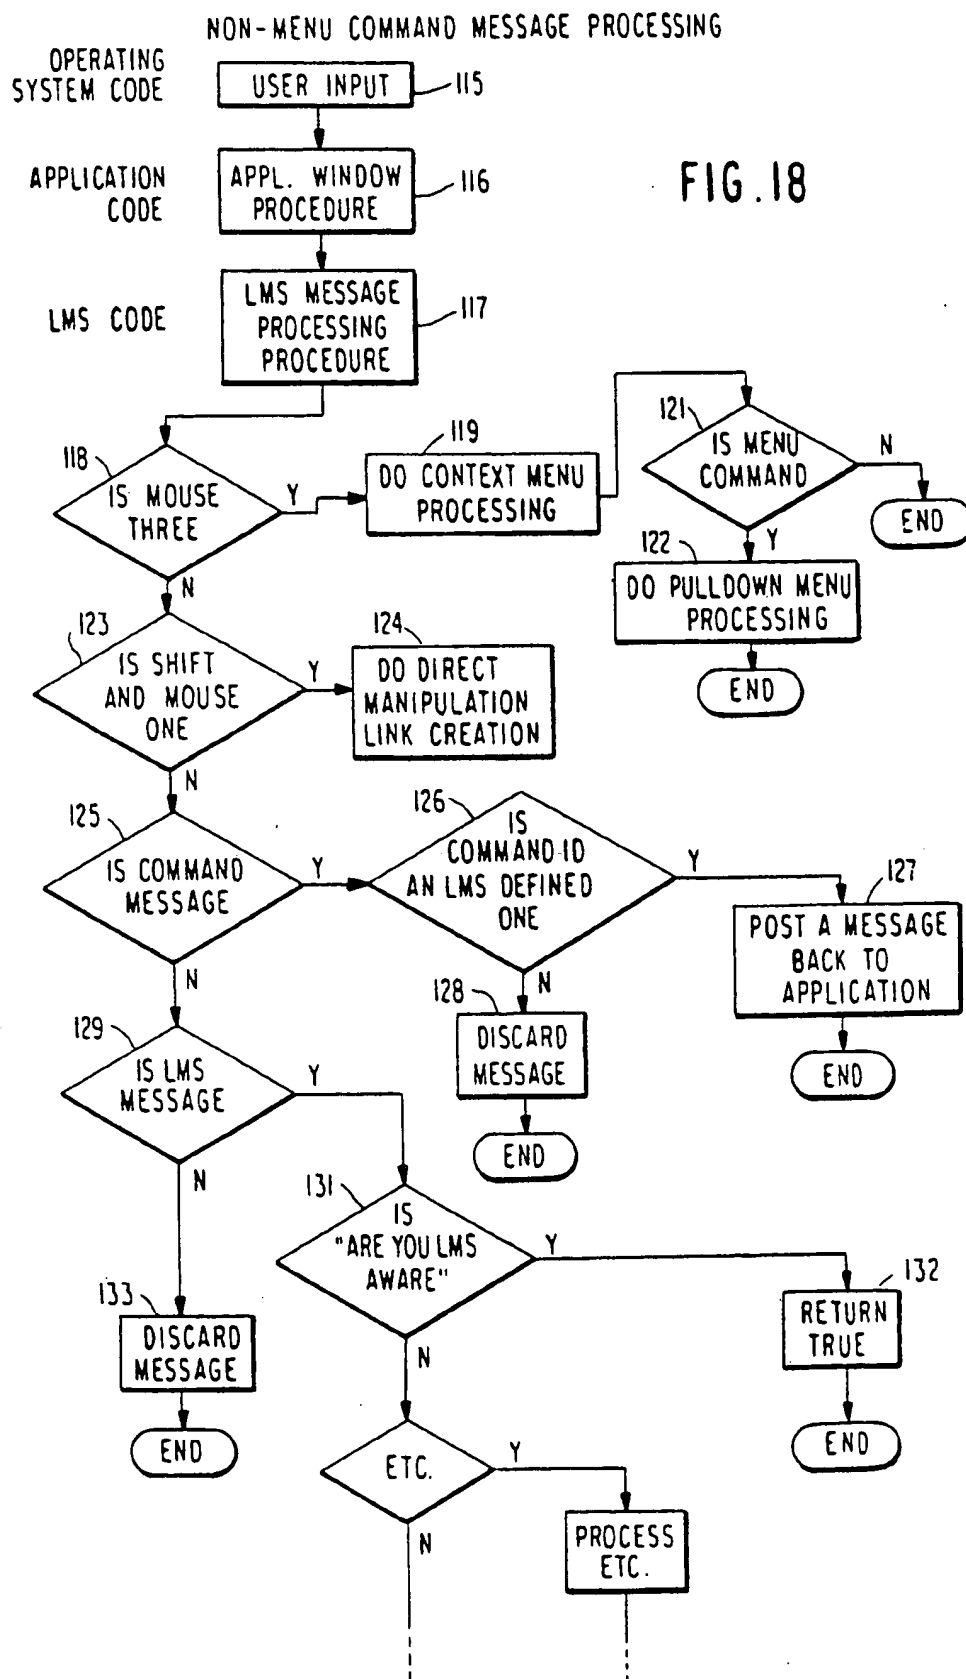 NON-MENU COMMAND MESSAGE PROCESSING
OPERATING
SYSTEM CODE
USER INPUT
115
APPLICATION
CODE
APPL. WINDOW
PROCEDURE
116
FIG.18
LMS CODE
LMS MESSAGE
PROCESSING
PROCEDURE
117
118
IS MOUSE
THREE
Y
N
119
DO CONTEXT MENU
PROCESSING
121
IS MENU
COMMAND
N
END
Y
122
DO PULLDOWN MENU
PROCESSING
END
123
IS SHIFT
AND MOUSE
ONE
Y
N
124
DO DIRECT
MANIPULATION
LINK CREATION
125
IS COMMAND
MESSAGE
Y
N
126
IS
COMMAND ID
AN LMS DEFINED
ONE
Y
N
127
POST A MESSAGE
BACK TO
APPLICATION
END
128
DISCARD
MESSAGE
END
129
IS LMS
MESSAGE
Y
N
131
IS
"ARE YOU LMS
AWARE"
Y
N
132
RETURN
TRUE
END
133
DISCARD
MESSAGE
END
ETC.
Y
N
PROCESS
ETC.